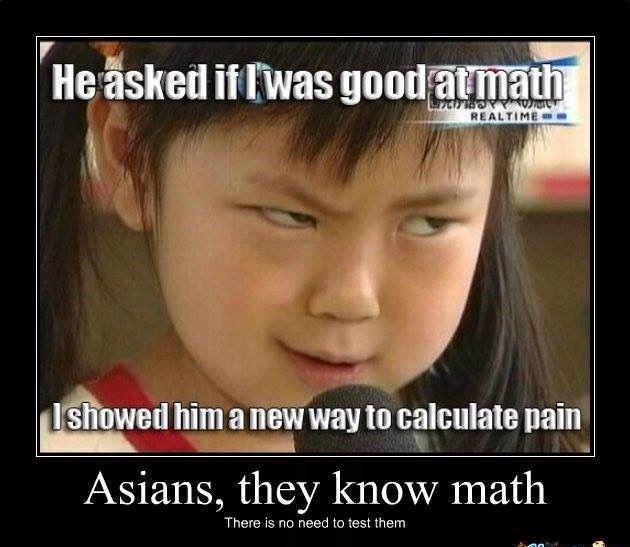 He asked if I was good at math
REALTIME
I showed him a new way to calculate pain
Asians, they know math
There is no need to test them